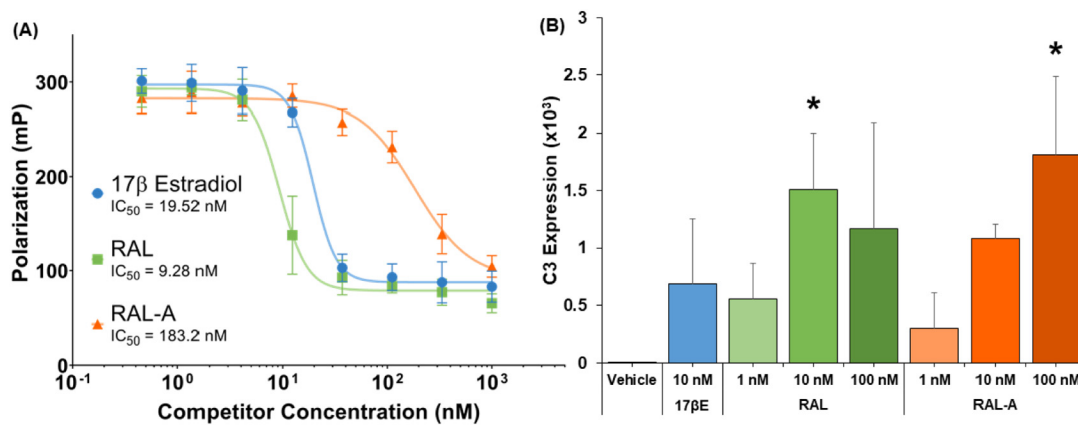 (A)
Polarization (mP)
300
200
100
0
17β Estradiol
IC50 = 19.52 nM
RAL
IC50 = 9.28 nM
RAL-A
IC50 = 183.2 nM
10-1
100
101
102
103
Competitor Concentration (nM)
(B)
C3 Expression (x10³)
3
2.5
2
1.5
1
0.5
0
*
*
Vehicle
10 nM
1 nM
10 nM
100 nM
1 nM
10 nM
100 nM
17βE
RAL
RAL-A